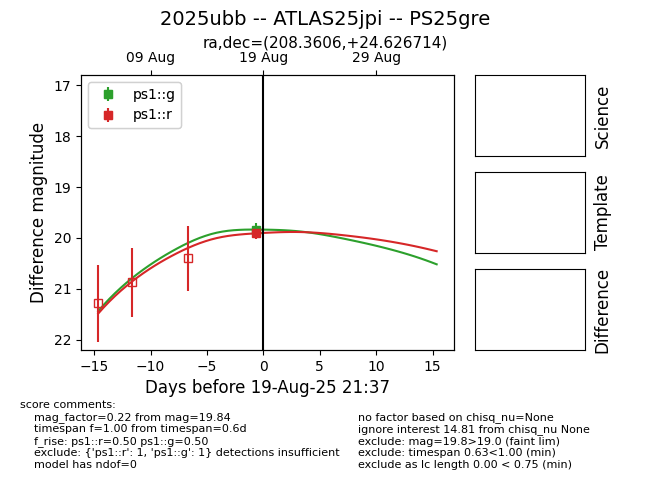 2025ubb -- ATLAS25jpi -- PS25gre
ra,dec=(208.3606,+24.626714)
09 Aug
19 Aug
29 Aug
ps1::g
ps1::r
17
18
19
20
21
22
Difference magnitude
−15
−10
−5
0
5
10
15
Days before 19-Aug-25 21:37
Science
Template
Difference
score comments:
mag_factor=0.22 from mag=19.84
timespan f=1.00 from timespan=0.6d
f_rise: ps1::r=0.50 ps1::g=0.50
exclude: {'ps1::r': 1, 'ps1::g': 1} detections insufficient
model has ndof=0
no factor based on chisq_nu=None
ignore interest 14.81 from chisq_nu None
exclude: mag=19.8>19.0 (faint lim)
exclude: timespan 0.63<1.00 (min)
exclude as lc length 0.00 < 0.75 (min)